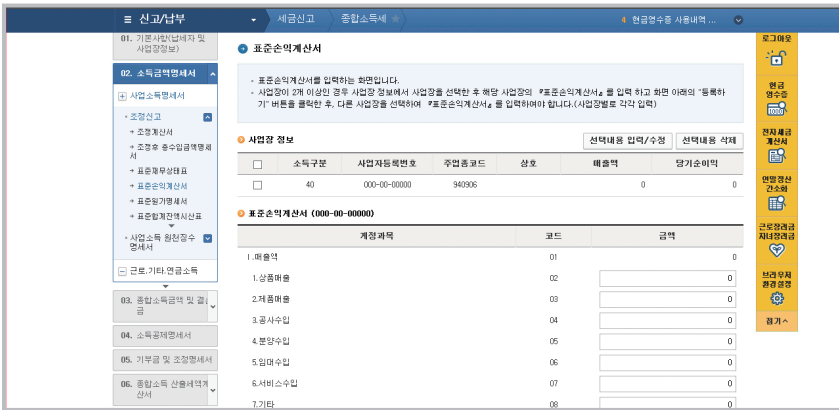 ≡ 신고/납부
세금신고
종합소득세 ★
4 현금영수증 사용내역 ...
01. 기본사항(납세자 및
사업장정보)
02. 소득금액명세서
사업소득명세서
조정신고
조정계산서
조정후 총수입금액명세
서
표준재무상태표
표준손익계산서
표준원가명세서
표준합계잔액시산표
사업소득 원천징수
명세서
근로.기타.연금소득
03. 종합소득금액 및 결손
금
04. 소득공제명세서
05. 기부금 및 조정명세서
06. 종합소득 산출세액계
산서
표준손익계산서
- 표준손익계산서를 입력하는 화면입니다.
- 사업장이 2개 이상인 경우 사업장 정보에서 사업장을 선택한 후 해당 사업장의 『표준손익계산서』를 입력 하고 화면 아래의 "등록하
기" 버튼을 클릭한 후, 다른 사업장을 선택하여 『표준손익계산서』를 입력하여야 합니다.(사업장별로 각각 입력)
사업장 정보
선택내용 입력/수정 선택내용 삭제
소득구분 사업자등록번호 주업종코드 상호 매출액 당기순이익
40 000-00-00000 940906 0 0
표준손익계산서 (000-00-00000)
계정과목 코드 금액
Ⅰ.매출액 01 0
1.상품매출 02 0
2.제품매출 03 0
3.공사수입 04 0
4.분양수입 05 0
5.임대수입 06 0
6.서비스수입 07 0
7.기타 08 0
로그아웃
현금
영수증
전자세금
계산서
연말정산
간소화
근로장려금
자녀장려금
브라우저
환경설정
접기 ^